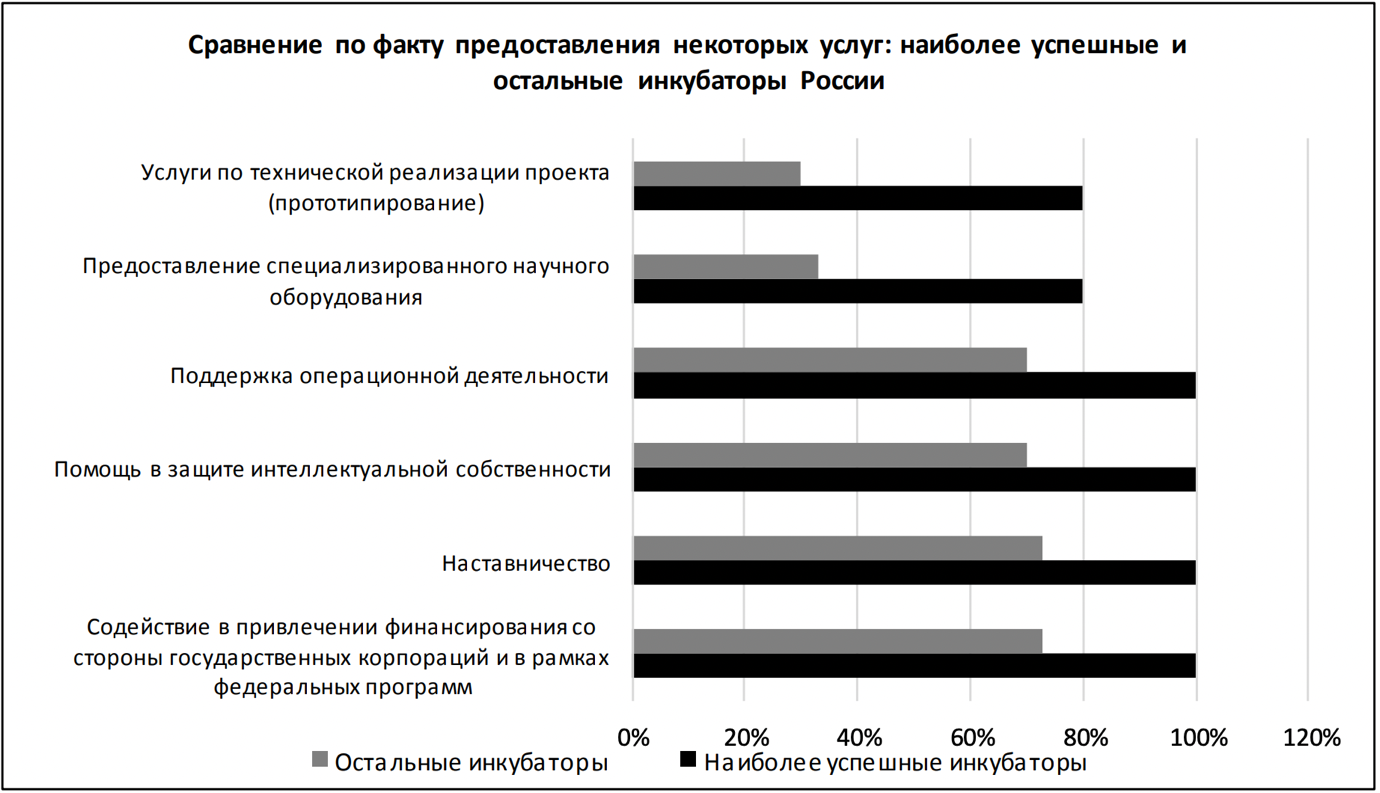 Сравнение по факту предоставления некоторых услуг: наиболее успешные и
остальные инкубаторы России
Услуги по технической реализации проекта
(прототипирование)
Предоставление специализированного научного
оборудования
Поддержка операционной деятельности
Помощь в защите интеллектуальной собственности
Наставничество
Содействие в привлечении финансирования со
стороны государственных корпораций и в рамках
федеральных программ
0% 20% 40% 60% 80% 100% 120%
Остальные инкубаторы Наиболее успешные инкубаторы